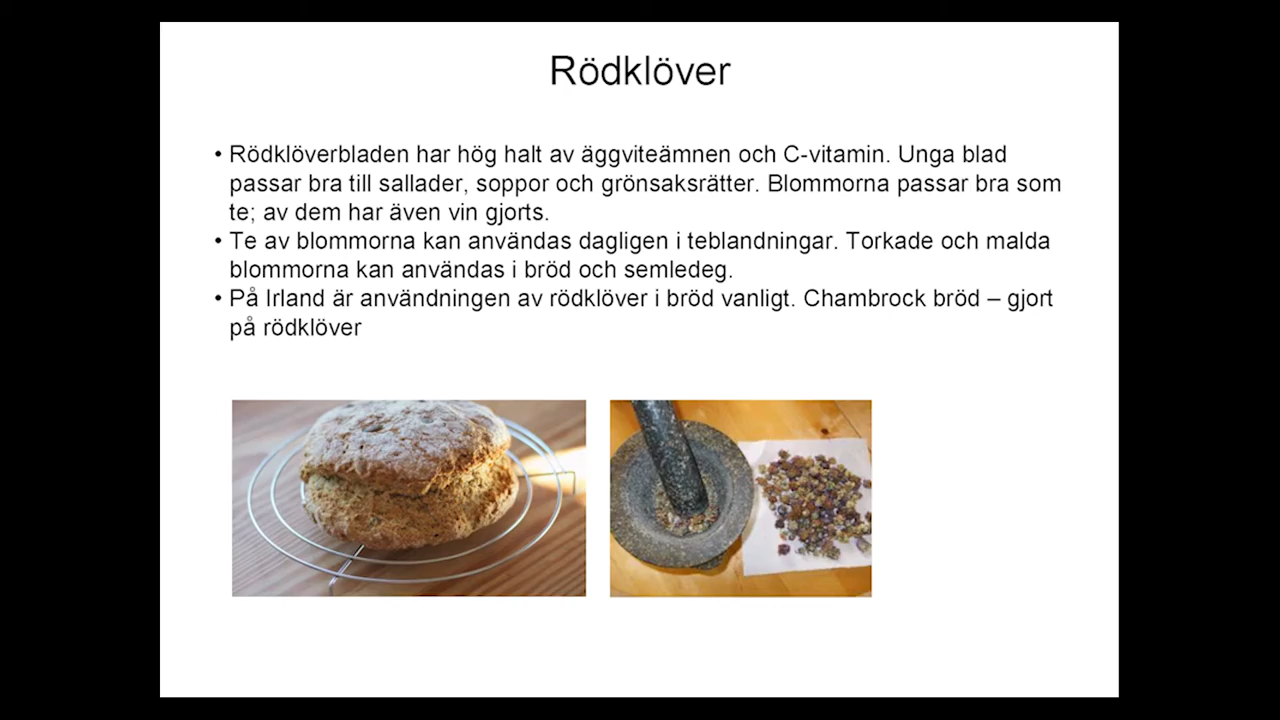 Rödklöver
• Rödklöverbladen har hög halt av äggviteämnen och C-vitamin. Unga blad
passar bra till sallader, soppor och grönsaksrätter. Blommorna passar bra som
te; av dem har även vin gjorts.
• Te av blommorna kan användas dagligen i teblandningar. Torkade och malda
blommorna kan användas i bröd och semledeg.
• På Irland är användningen av rödklöver i bröd vanligt. Chambrock bröd – gjort
på rödklöver